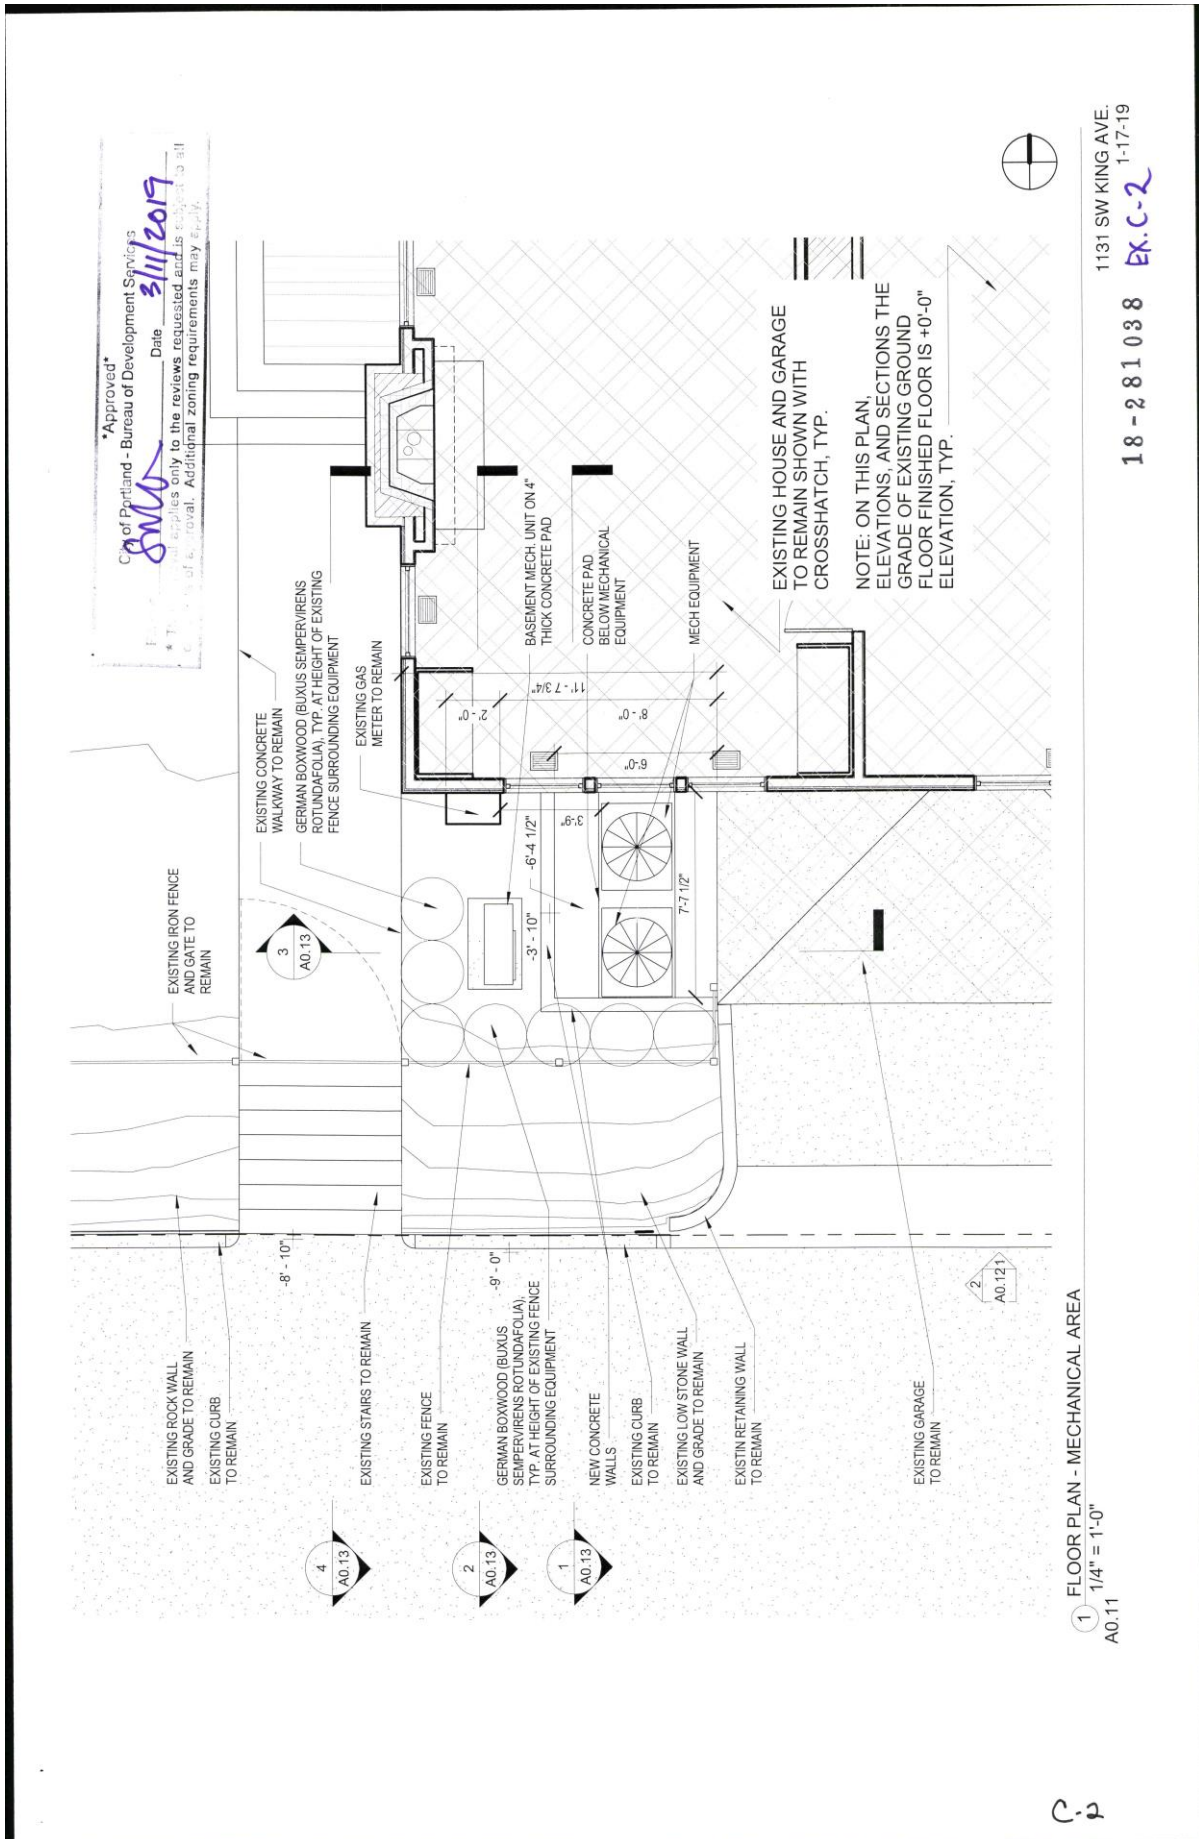 *Approved*
City of Portland - Bureau of Development Services
Date 3/11/2019
applies only to the reviews requested and is subject to all
Additional zoning requirements may apply.
EXISTING IRON FENCE
AND GATE TO
REMAIN
EXISTING CONCRETE
WALKWAY TO REMAIN
GERMAN BOXWOOD (BUXUS SEMPERVIRENS
ROTUNDAFOLIA), TYP. AT HEIGHT OF EXISTING
FENCE SURROUNDING EQUIPMENT
EXISTING GAS
METER TO REMAIN
3
A0.13
BASEMENT MECH. UNIT ON 4"
THICK CONCRETE PAD
CONCRETE PAD
BELOW MECHANICAL
EQUIPMENT
MECH EQUIPMENT
11' - 7 3/4"
2' - 0"
8' - 0"
6'-0"
3'-9"
-6'-4 1/2"
-3' - 10"
7'-7 1/2"
EXISTING HOUSE AND GARAGE
TO REMAIN SHOWN WITH
CROSSHATCH, TYP.
NOTE: ON THIS PLAN,
ELEVATIONS, AND SECTIONS THE
GRADE OF EXISTING GROUND
FLOOR FINISHED FLOOR IS +0'-0"
ELEVATION, TYP.
EXISTING ROCK WALL
AND GRADE TO REMAIN
EXISTING CURB
TO REMAIN
-8' - 10"
EXISTING STAIRS TO REMAIN
EXISTING FENCE
TO REMAIN
-9' - 0"
GERMAN BOXWOOD (BUXUS
SEMPERVIRENS ROTUNDAFOLIA),
TYP. AT HEIGHT OF EXISTING FENCE
SURROUNDING EQUIPMENT
NEW CONCRETE
WALLS
EXISTING CURB
TO REMAIN
EXISTING LOW STONE WALL
AND GRADE TO REMAIN
EXISTIN RETAINING WALL
TO REMAIN
EXISTING GARAGE
TO REMAIN
4
A0.13
2
A0.13
1
A0.13
2
A0.121
1 FLOOR PLAN - MECHANICAL AREA
A0.11 1/4" = 1'-0"
1131 SW KING AVE.
1-17-19
EX. C-2
18-281038
C-2